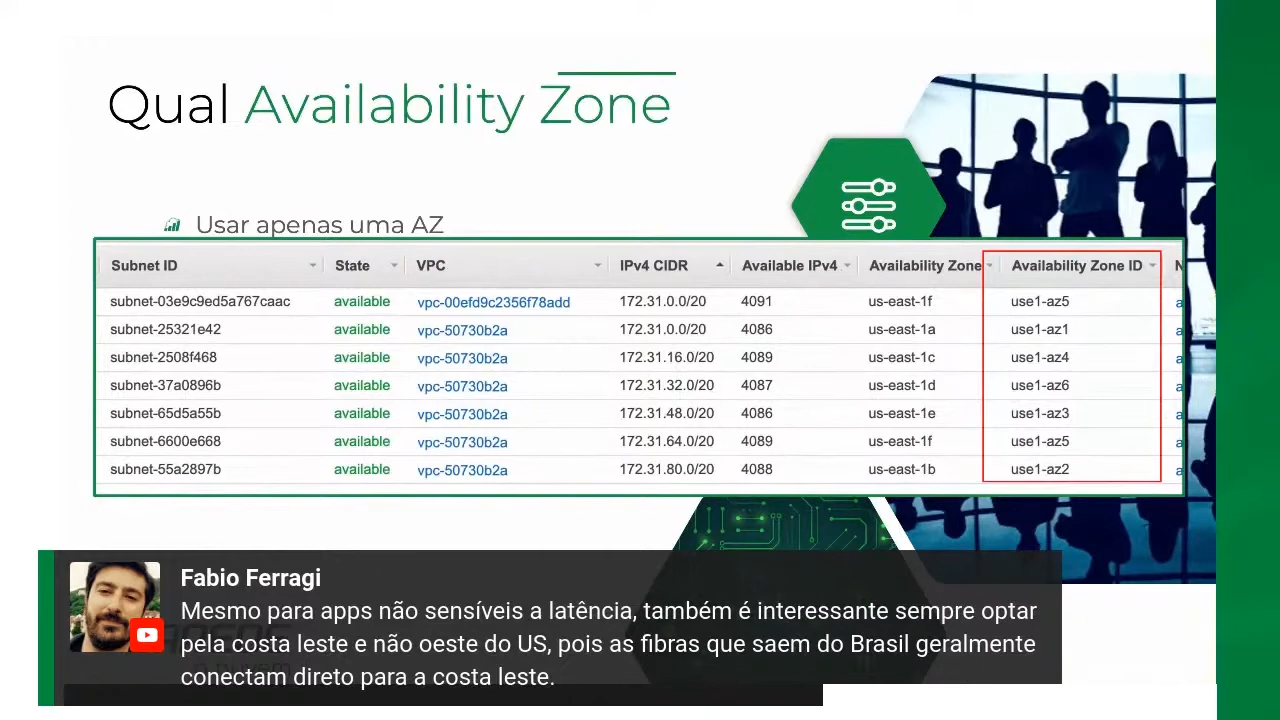 Qual Availability Zone
Usar apenas uma AZ
Subnet ID State VPC IPv4 CIDR Available IPv4 Availability Zone Availability Zone ID
subnet-03e9c9ed5a767caac available vpc-00efd9c2356f78add 172.31.0.0/20 4091 us-east-1f use1-az5
subnet-25321e42 available vpc-50730b2a 172.31.0.0/20 4086 us-east-1a use1-az1
subnet-2508f468 available vpc-50730b2a 172.31.16.0/20 4089 us-east-1c use1-az4
subnet-37a0896b available vpc-50730b2a 172.31.32.0/20 4087 us-east-1d use1-az6
subnet-65d5a55b available vpc-50730b2a 172.31.48.0/20 4086 us-east-1e use1-az3
subnet-6600e668 available vpc-50730b2a 172.31.64.0/20 4089 us-east-1f use1-az5
subnet-55a2897b available vpc-50730b2a 172.31.80.0/20 4088 us-east-1b use1-az2
Fabio Ferragi
Mesmo para apps não sensíveis a latência, também é interessante sempre optar
pela costa leste e não oeste do US, pois as fibras que saem do Brasil geralmente
conectam direto para a costa leste.